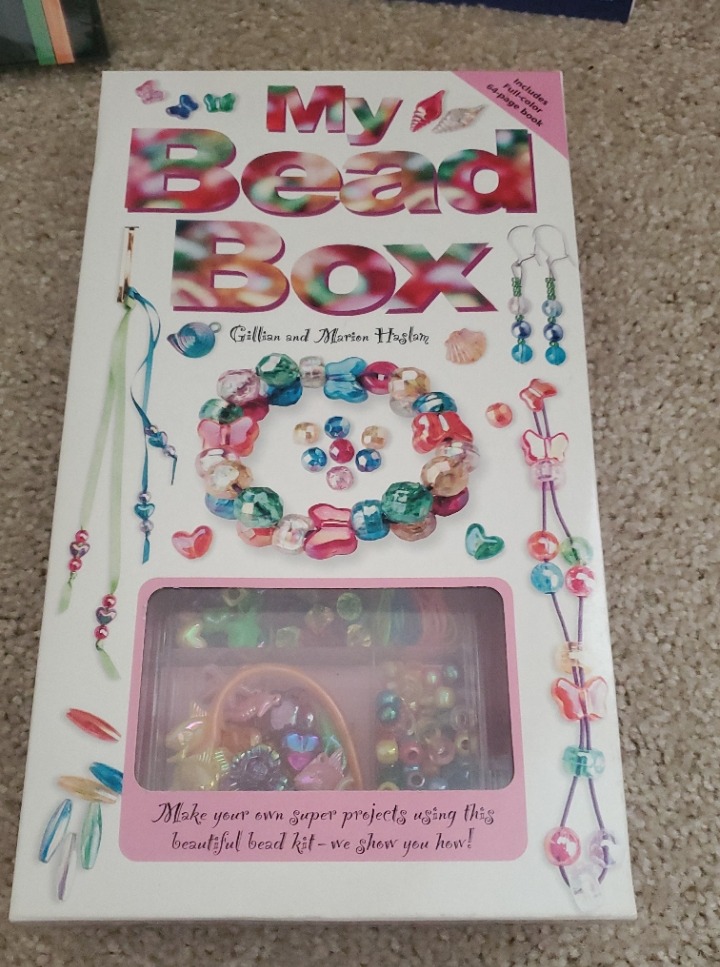 Includes
Full-color
64-page book
My
Bead
Box
Gillian and Marion Haslam
Make your own super projects using this
beautiful bead kit - we show you how!